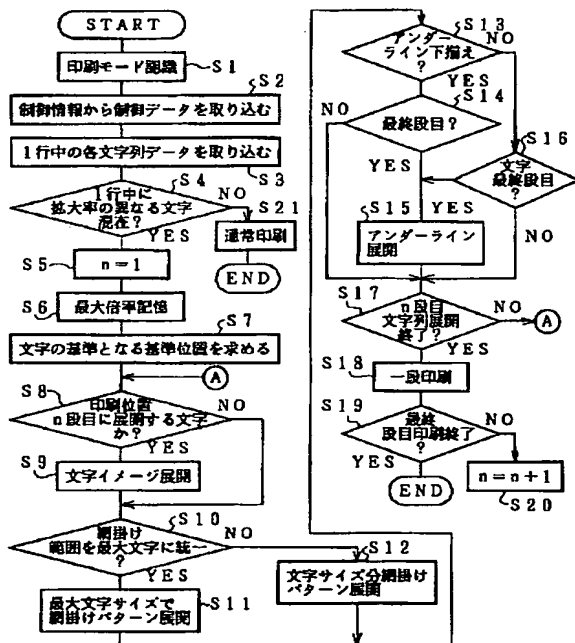 START
印刷モード認識
S1
S2
制御情報から制御データを取り込む
1行中の各文字列データを取り込む
S3
S4
1行中に
拡大率の異なる文字
混在?
NO
YES
S21
通常印刷
END
S5
n=1
S6
最大倍率記憶
S7
文字の基準となる基準位置を求める
A
S8
印刷位置
n段目に展開する文字
か?
NO
YES
S9
文字イメージ展開
S10
網掛け
範囲を最大文字に統一
?
NO
YES
最大文字サイズで
網掛けパターン展開
S11
S12
文字サイズ分網掛け
パターン展開
S13
アンダー
ライン下揃え
?
NO
YES
S14
最終段目?
NO
YES
S16
文字
最終段目
?
YES
NO
S15
アンダーライン
展開
S17
n段目
文字列展開
終了?
NO
A
YES
S18
一段印刷
S19
最終
段目印刷終了
?
NO
YES
END
n=n+1
S20